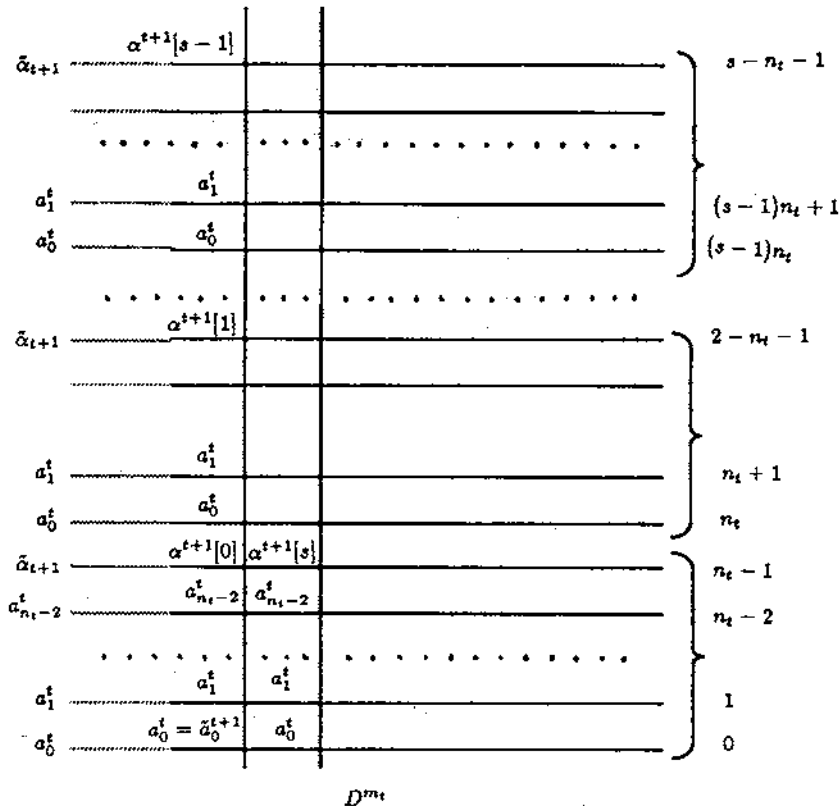 α^{t+1}[s − 1]
α̃_{t+1} s − n_t − 1
a_1^t a_1^t (s − 1)n_t + 1
a_0^t a_0^t (s − 1)n_t
α^{t+1}[1]
α̃_{t+1} 2 − n_t − 1
a_1^t a_1^t n_t + 1
a_0^t a_0^t n_t
α̃_{t+1} α^{t+1}[0] α^{t+1}[s] n_t − 1
a_{n_t−2}^t a_{n_t−2}^t a_{n_t−2}^t n_t − 2
a_1^t a_1^t a_1^t 1
a_0^t a_0^t = ã_0^{t+1} a_0^t 0
D^{m_t}